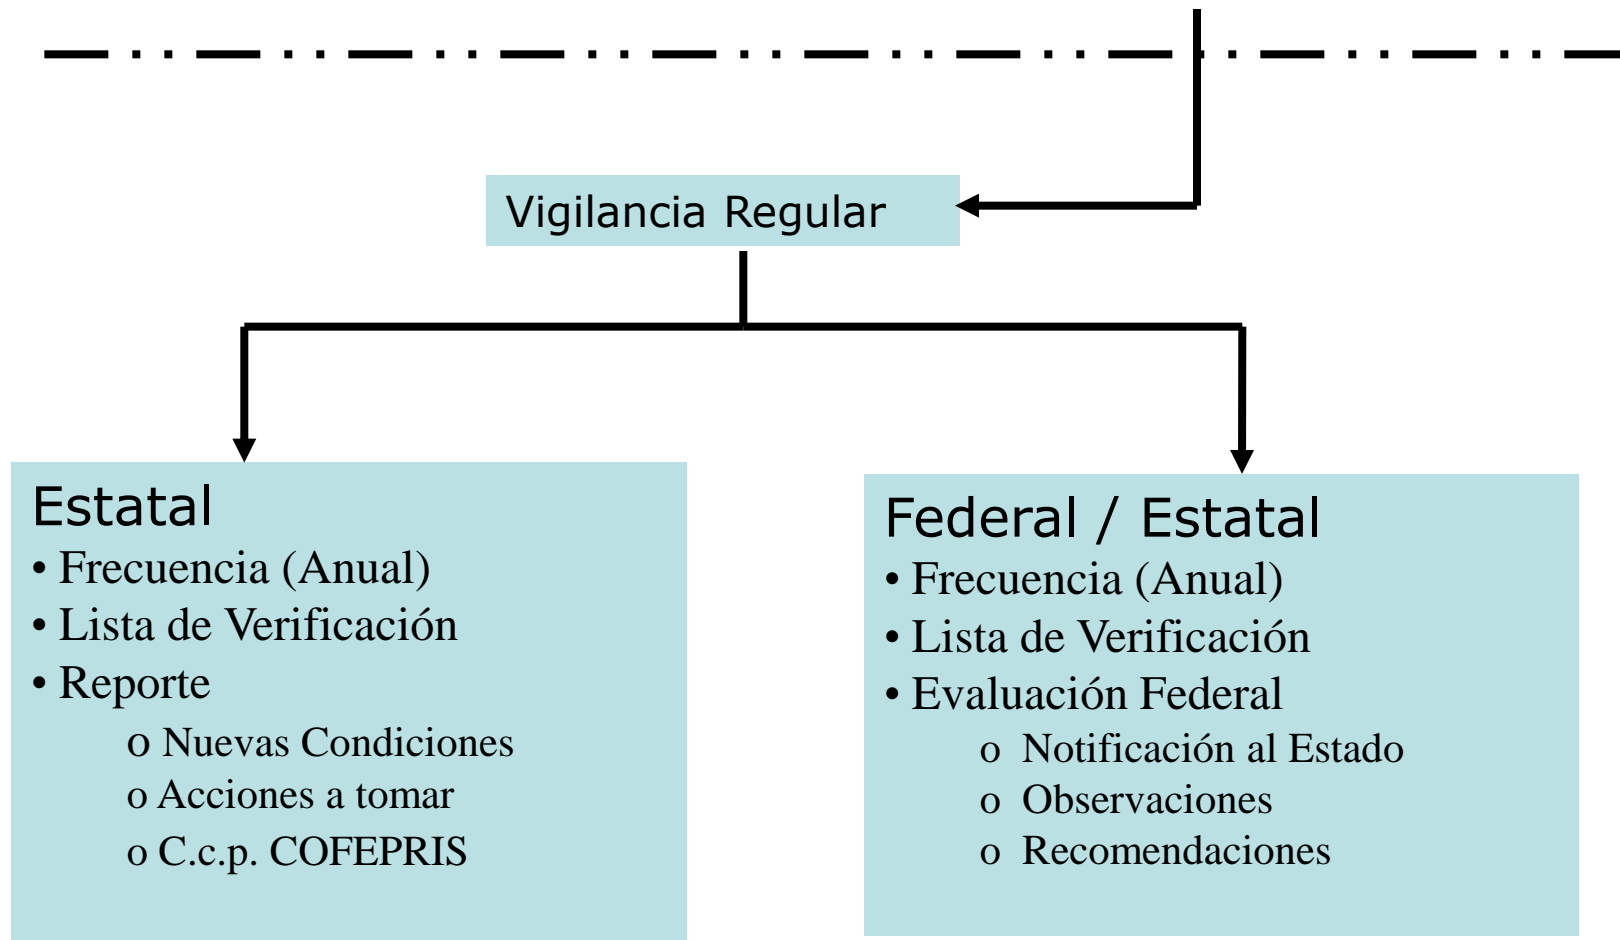 Vigilancia Regular
Estatal
• Frecuencia (Anual)
• Lista de Verificación
• Reporte
o Nuevas Condiciones
o Acciones a tomar
o C.c.p. COFEPRIS
Federal / Estatal
• Frecuencia (Anual)
• Lista de Verificación
• Evaluación Federal
o Notificación al Estado
o Observaciones
o Recomendaciones